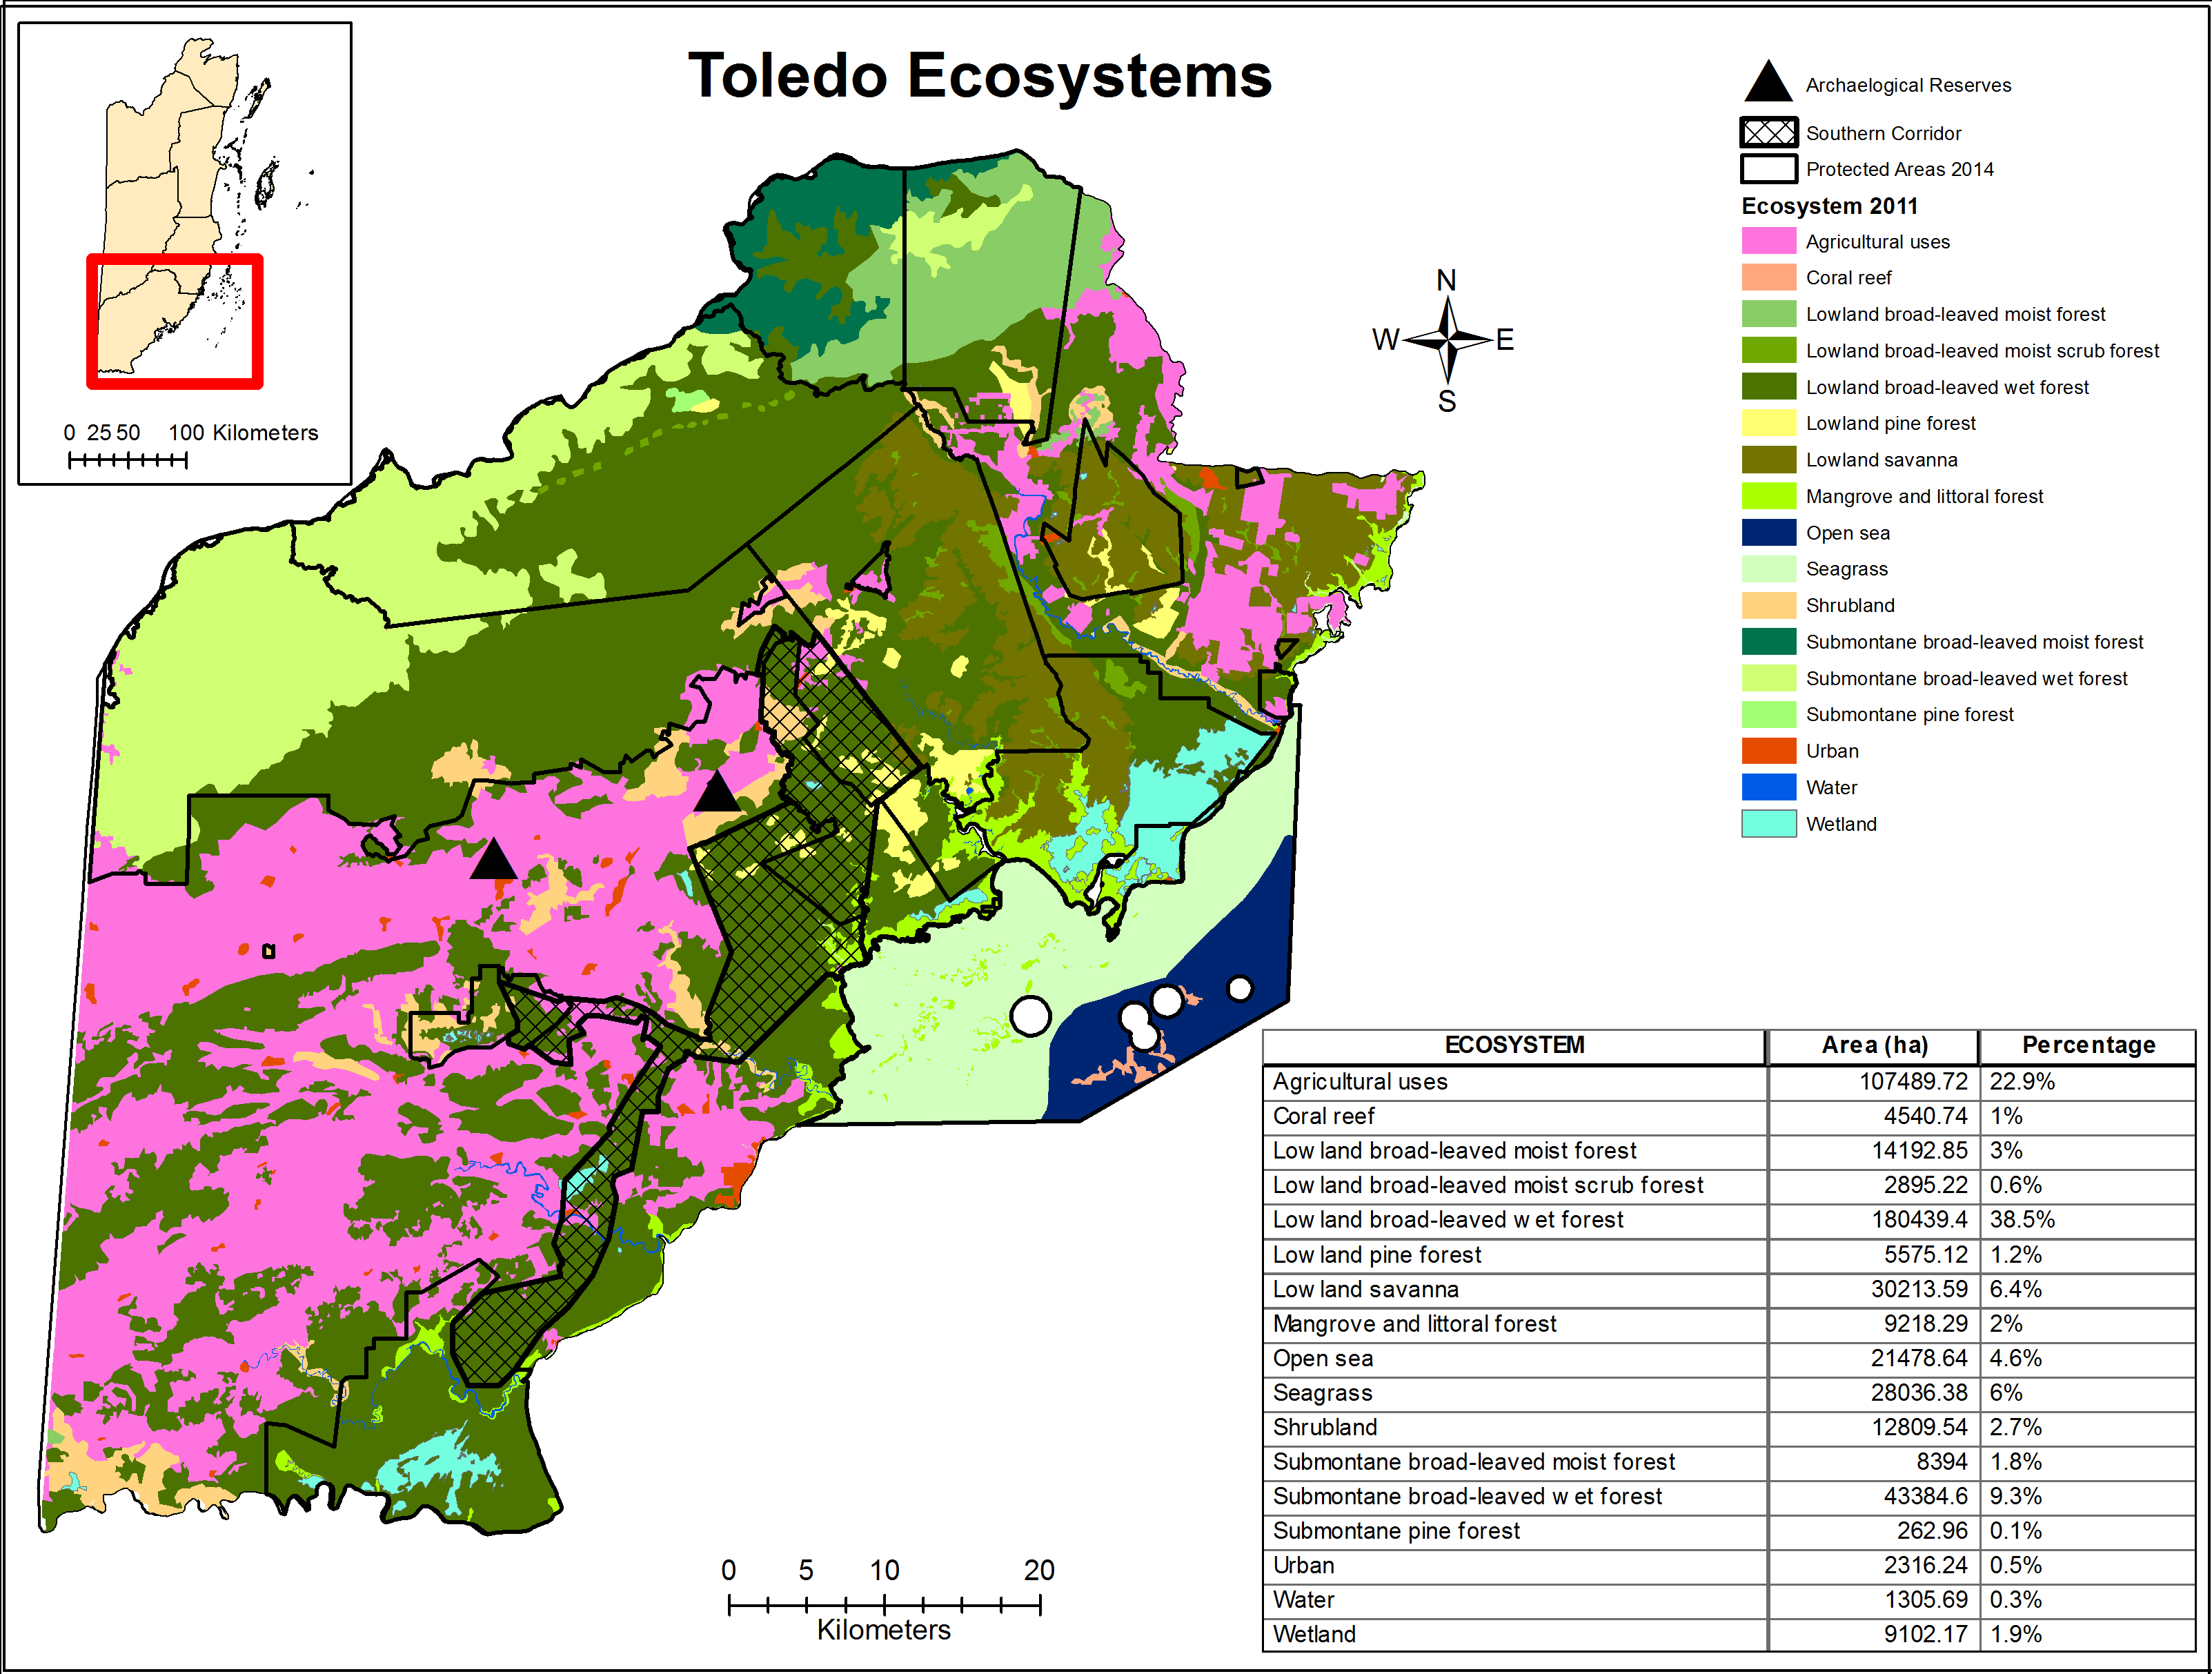 Toledo Ecosystems
0 25 50 100 Kilometers
N
W E
S
Archaelogical Reserves
Southern Corridor
Protected Areas 2014
Ecosystem 2011
Agricultural uses
Coral reef
Lowland broad-leaved moist forest
Lowland broad-leaved moist scrub forest
Lowland broad-leaved wet forest
Lowland pine forest
Lowland savanna
Mangrove and littoral forest
Open sea
Seagrass
Shrubland
Submontane broad-leaved moist forest
Submontane broad-leaved wet forest
Submontane pine forest
Urban
Water
Wetland
ECOSYSTEM Area (ha) Percentage
Agricultural uses 107489.72 22.9%
Coral reef 4540.74 1%
Low land broad-leaved moist forest 14192.85 3%
Low land broad-leaved moist scrub forest 2895.22 0.6%
Low land broad-leaved w et forest 180439.4 38.5%
Low land pine forest 5575.12 1.2%
Low land savanna 30213.59 6.4%
Mangrove and littoral forest 9218.29 2%
Open sea 21478.64 4.6%
Seagrass 28036.38 6%
Shrubland 12809.54 2.7%
Submontane broad-leaved moist forest 8394 1.8%
Submontane broad-leaved w et forest 43384.6 9.3%
Submontane pine forest 262.96 0.1%
Urban 2316.24 0.5%
Water 1305.69 0.3%
Wetland 9102.17 1.9%
0 5 10 20
Kilometers